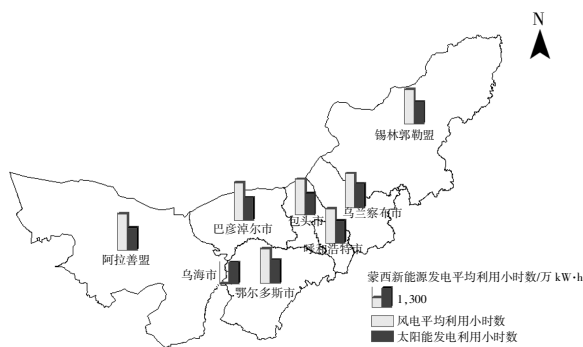 N
锡林郭勒盟
乌兰察布市
包头市
巴彦淖尔市
呼和浩特市
阿拉善盟
乌海市
鄂尔多斯市
蒙西新能源发电平均利用小时数/万 kW·h
1,300
风电平均利用小时数
太阳能发电利用小时数